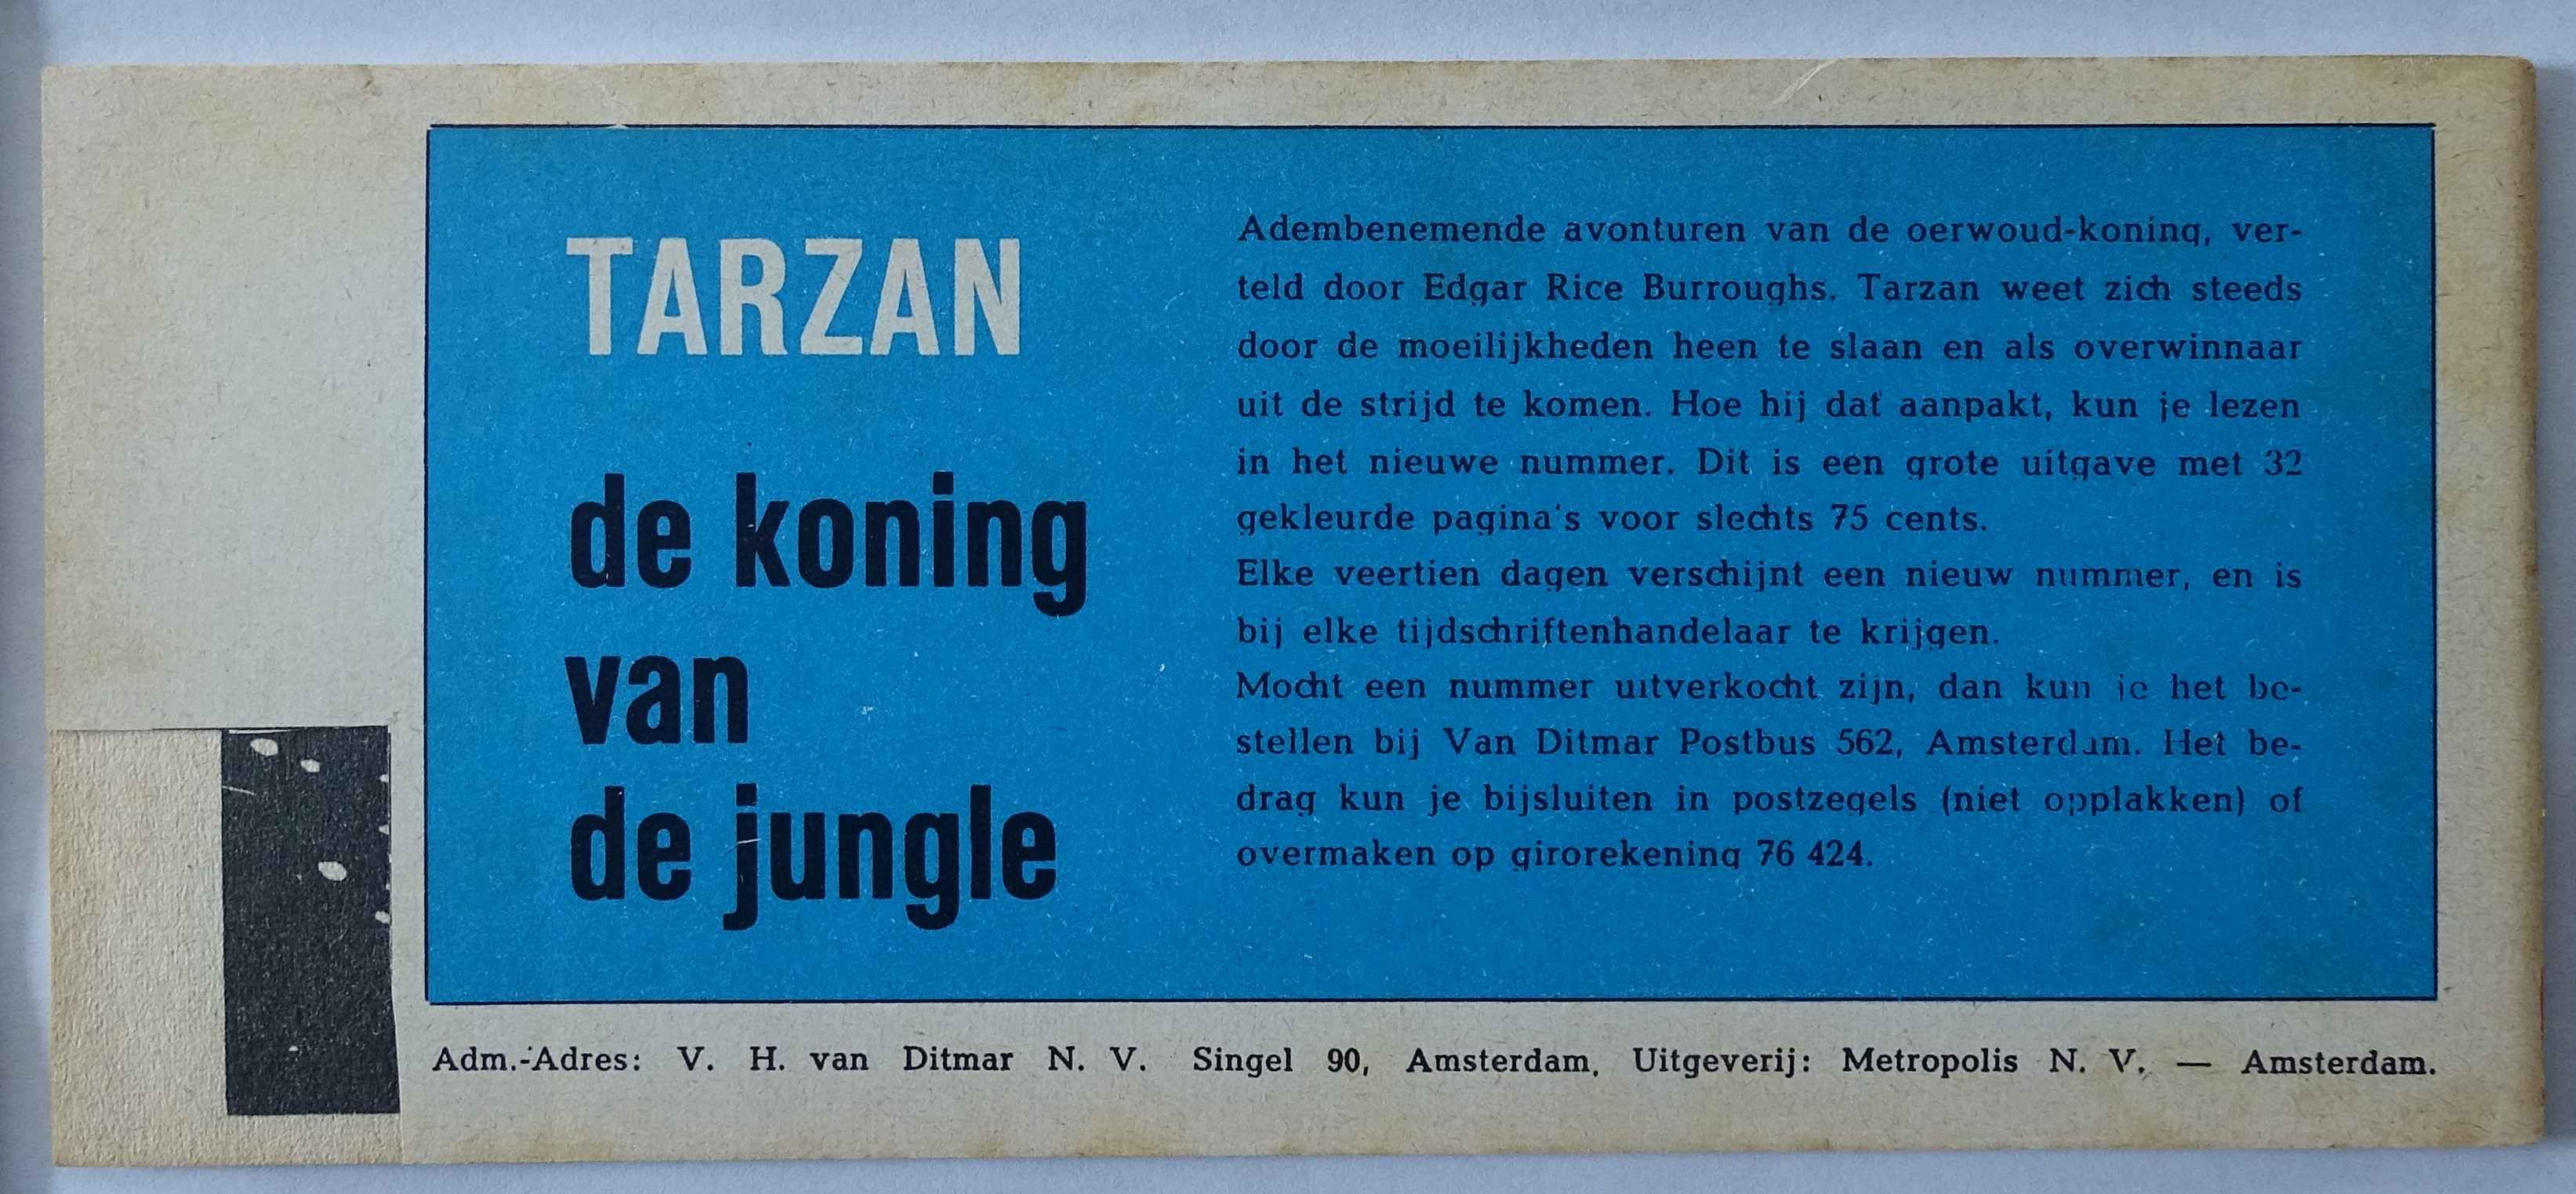 TARZAN
de koning
van
de jungle
Adembenemende avonturen van de oerwoud-koning, ver-
teld door Edgar Rice Burroughs. Tarzan weet zich steeds
door de moeilijkheden heen te slaan en als overwinnaar
uit de strijd te komen. Hoe hij dat aanpakt, kun je lezen
in het nieuwe nummer. Dit is een grote uitgave met 32
gekleurde pagina's voor slechts 75 cents.
Elke veertien dagen verschijnt een nieuw nummer, en is
bij elke tijdschriftenhandelaar te krijgen.
Mocht een nummer uitverkocht zijn, dan kun je het be-
stellen bij Van Ditmar Postbus 562, Amsterdam. Het be-
drag kun je bijsluiten in postzegels (niet opplakken) of
overmaken op girorekening 76 424.
Adm.-Adres: V. H. van Ditmar N. V. Singel 90, Amsterdam. Uitgeverij: Metropolis N. V. — Amsterdam.